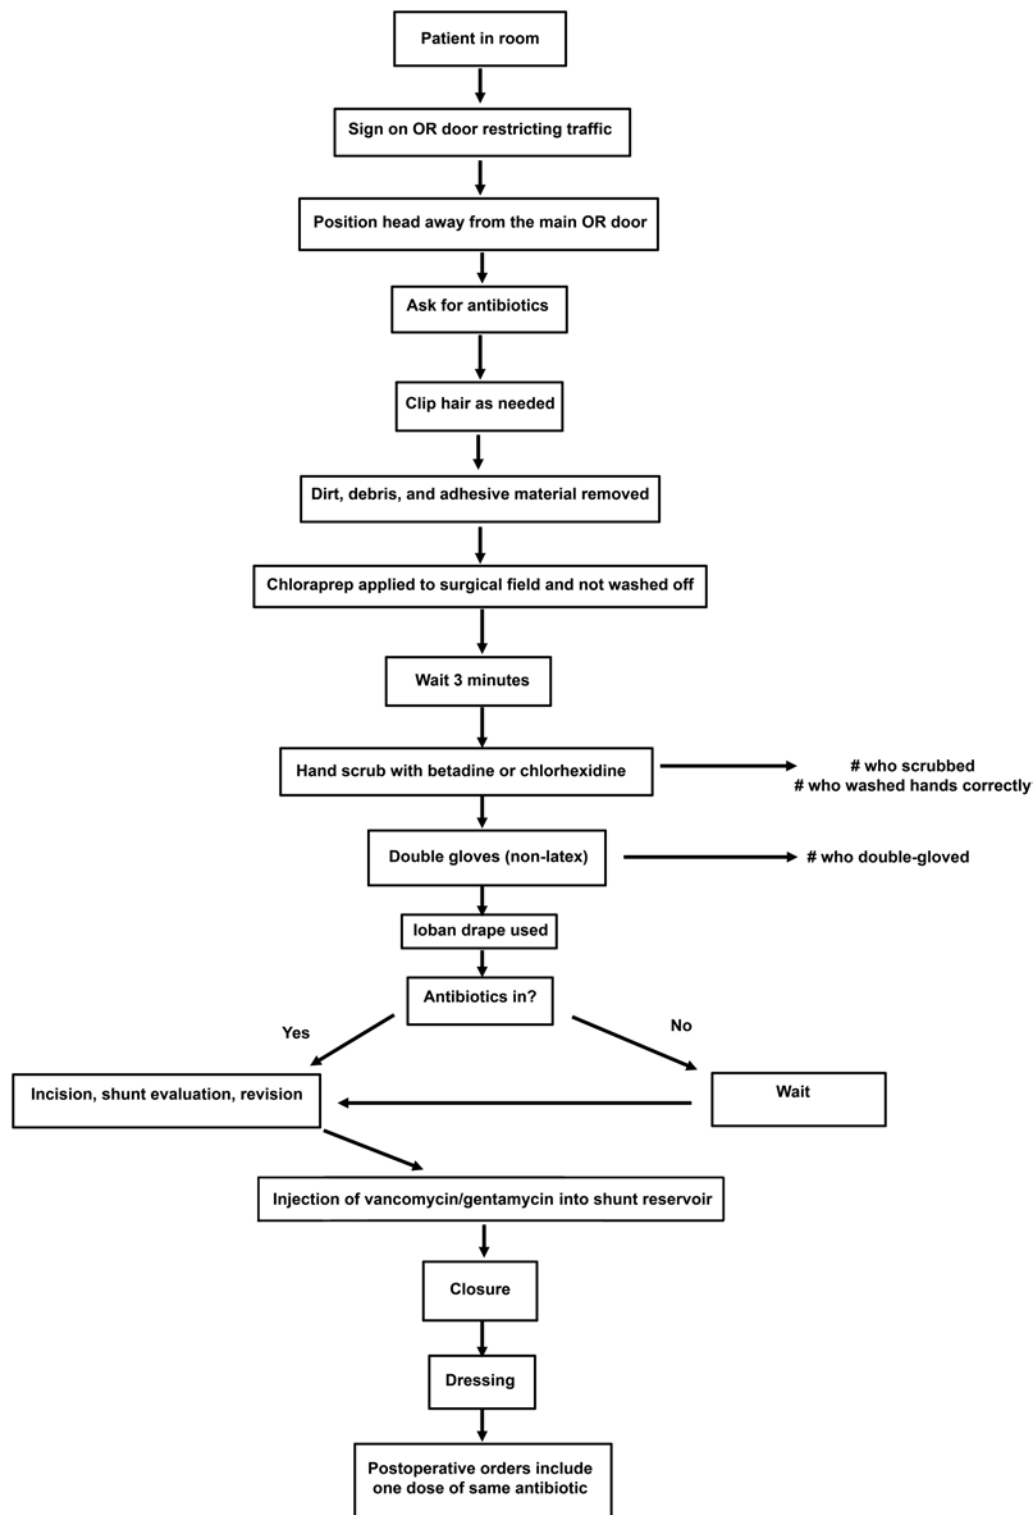 Patient in room
Sign on OR door restricting traffic
Position head away from the main OR door
Ask for antibiotics
Clip hair as needed
Dirt, debris, and adhesive material removed
Chloraprep applied to surgical field and not washed off
Wait 3 minutes
Hand scrub with betadine or chlorhexidine
# who scrubbed
# who washed hands correctly
Double gloves (non-latex)
# who double-gloved
Ioban drape used
Antibiotics in?
Yes
No
Incision, shunt evaluation, revision
Wait
Injection of vancomycin/gentamycin into shunt reservoir
Closure
Dressing
Postoperative orders include
one dose of same antibiotic